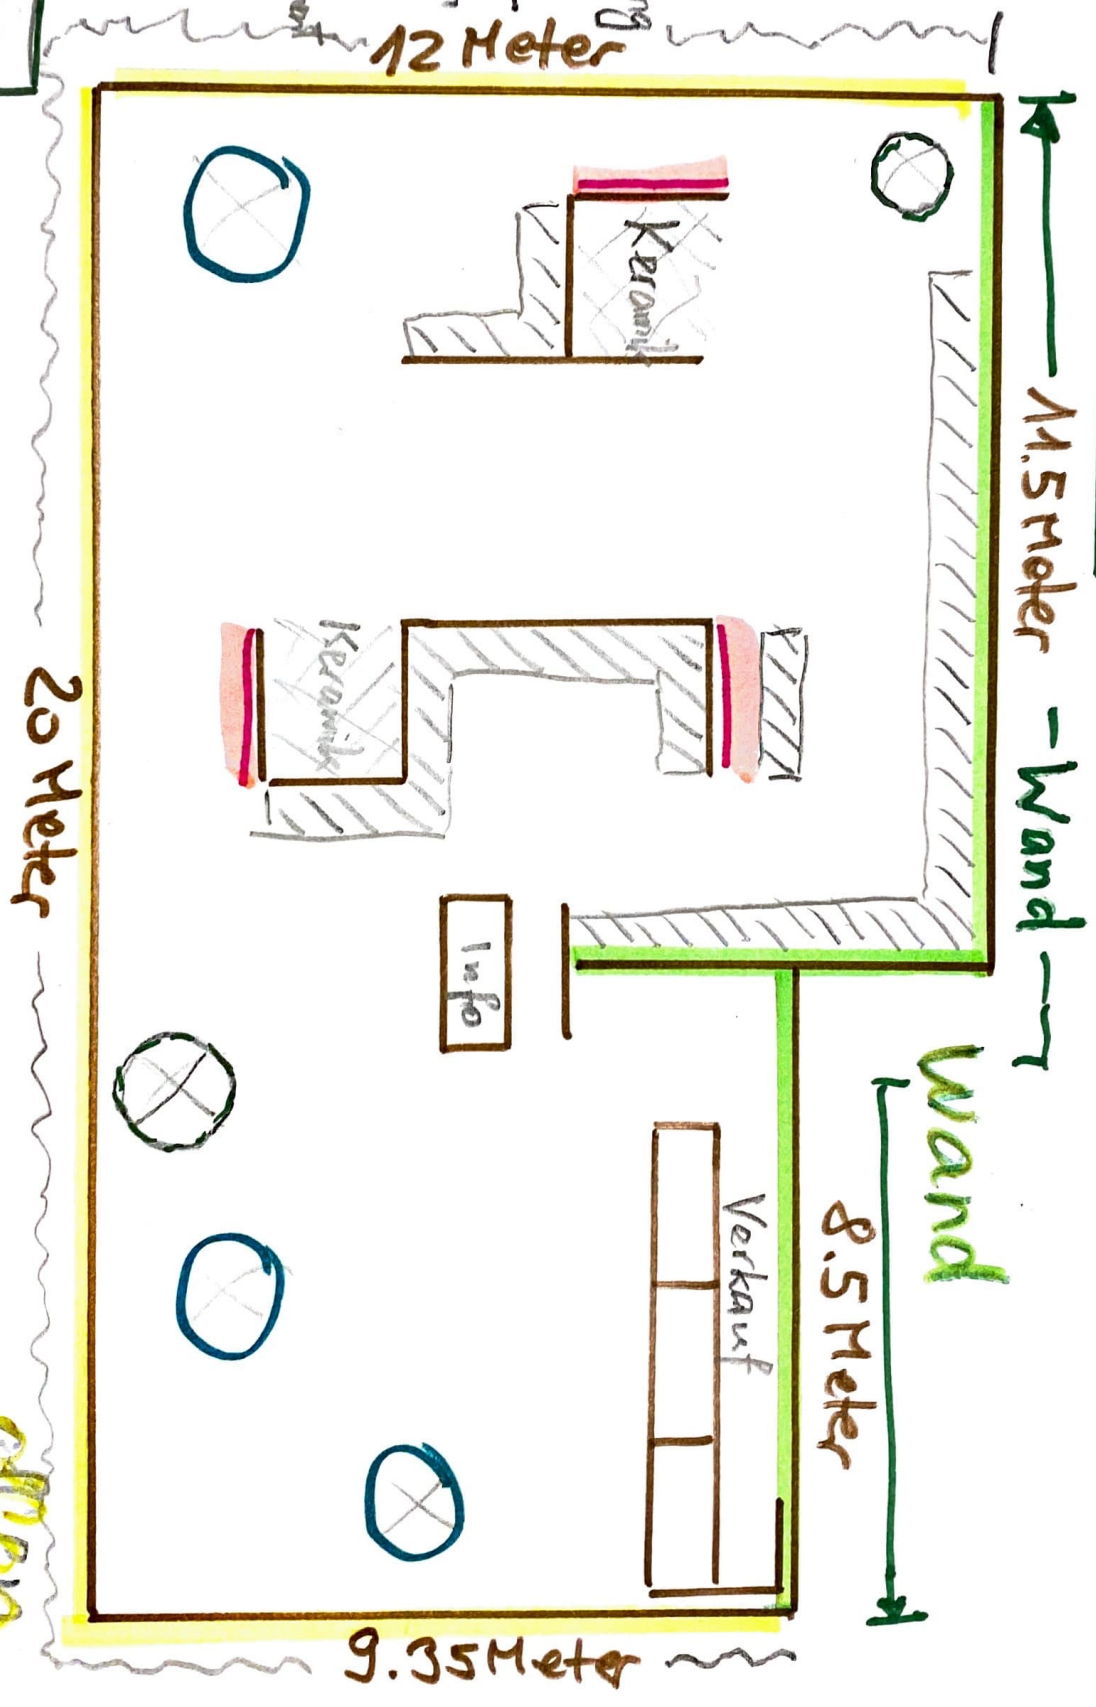 12 Meter
Keramik
11.5 Meter
-Wand-
Keramik
20 Meter
Info
Wand
Verkauf
8.5 Meter
9.35 Meter